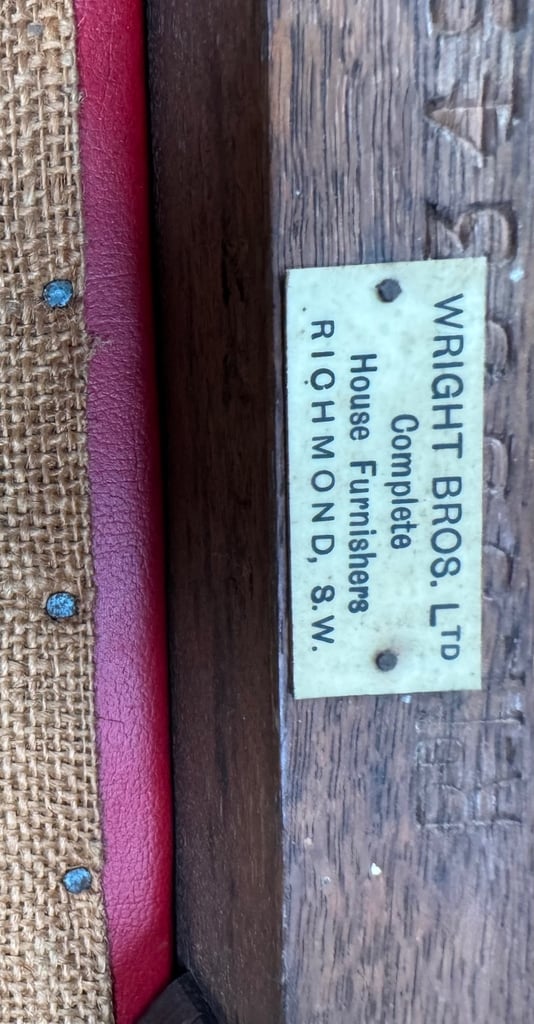 WRIGHT BROS. LTD
Complete
House Furnishers
RICHMOND, S.W.